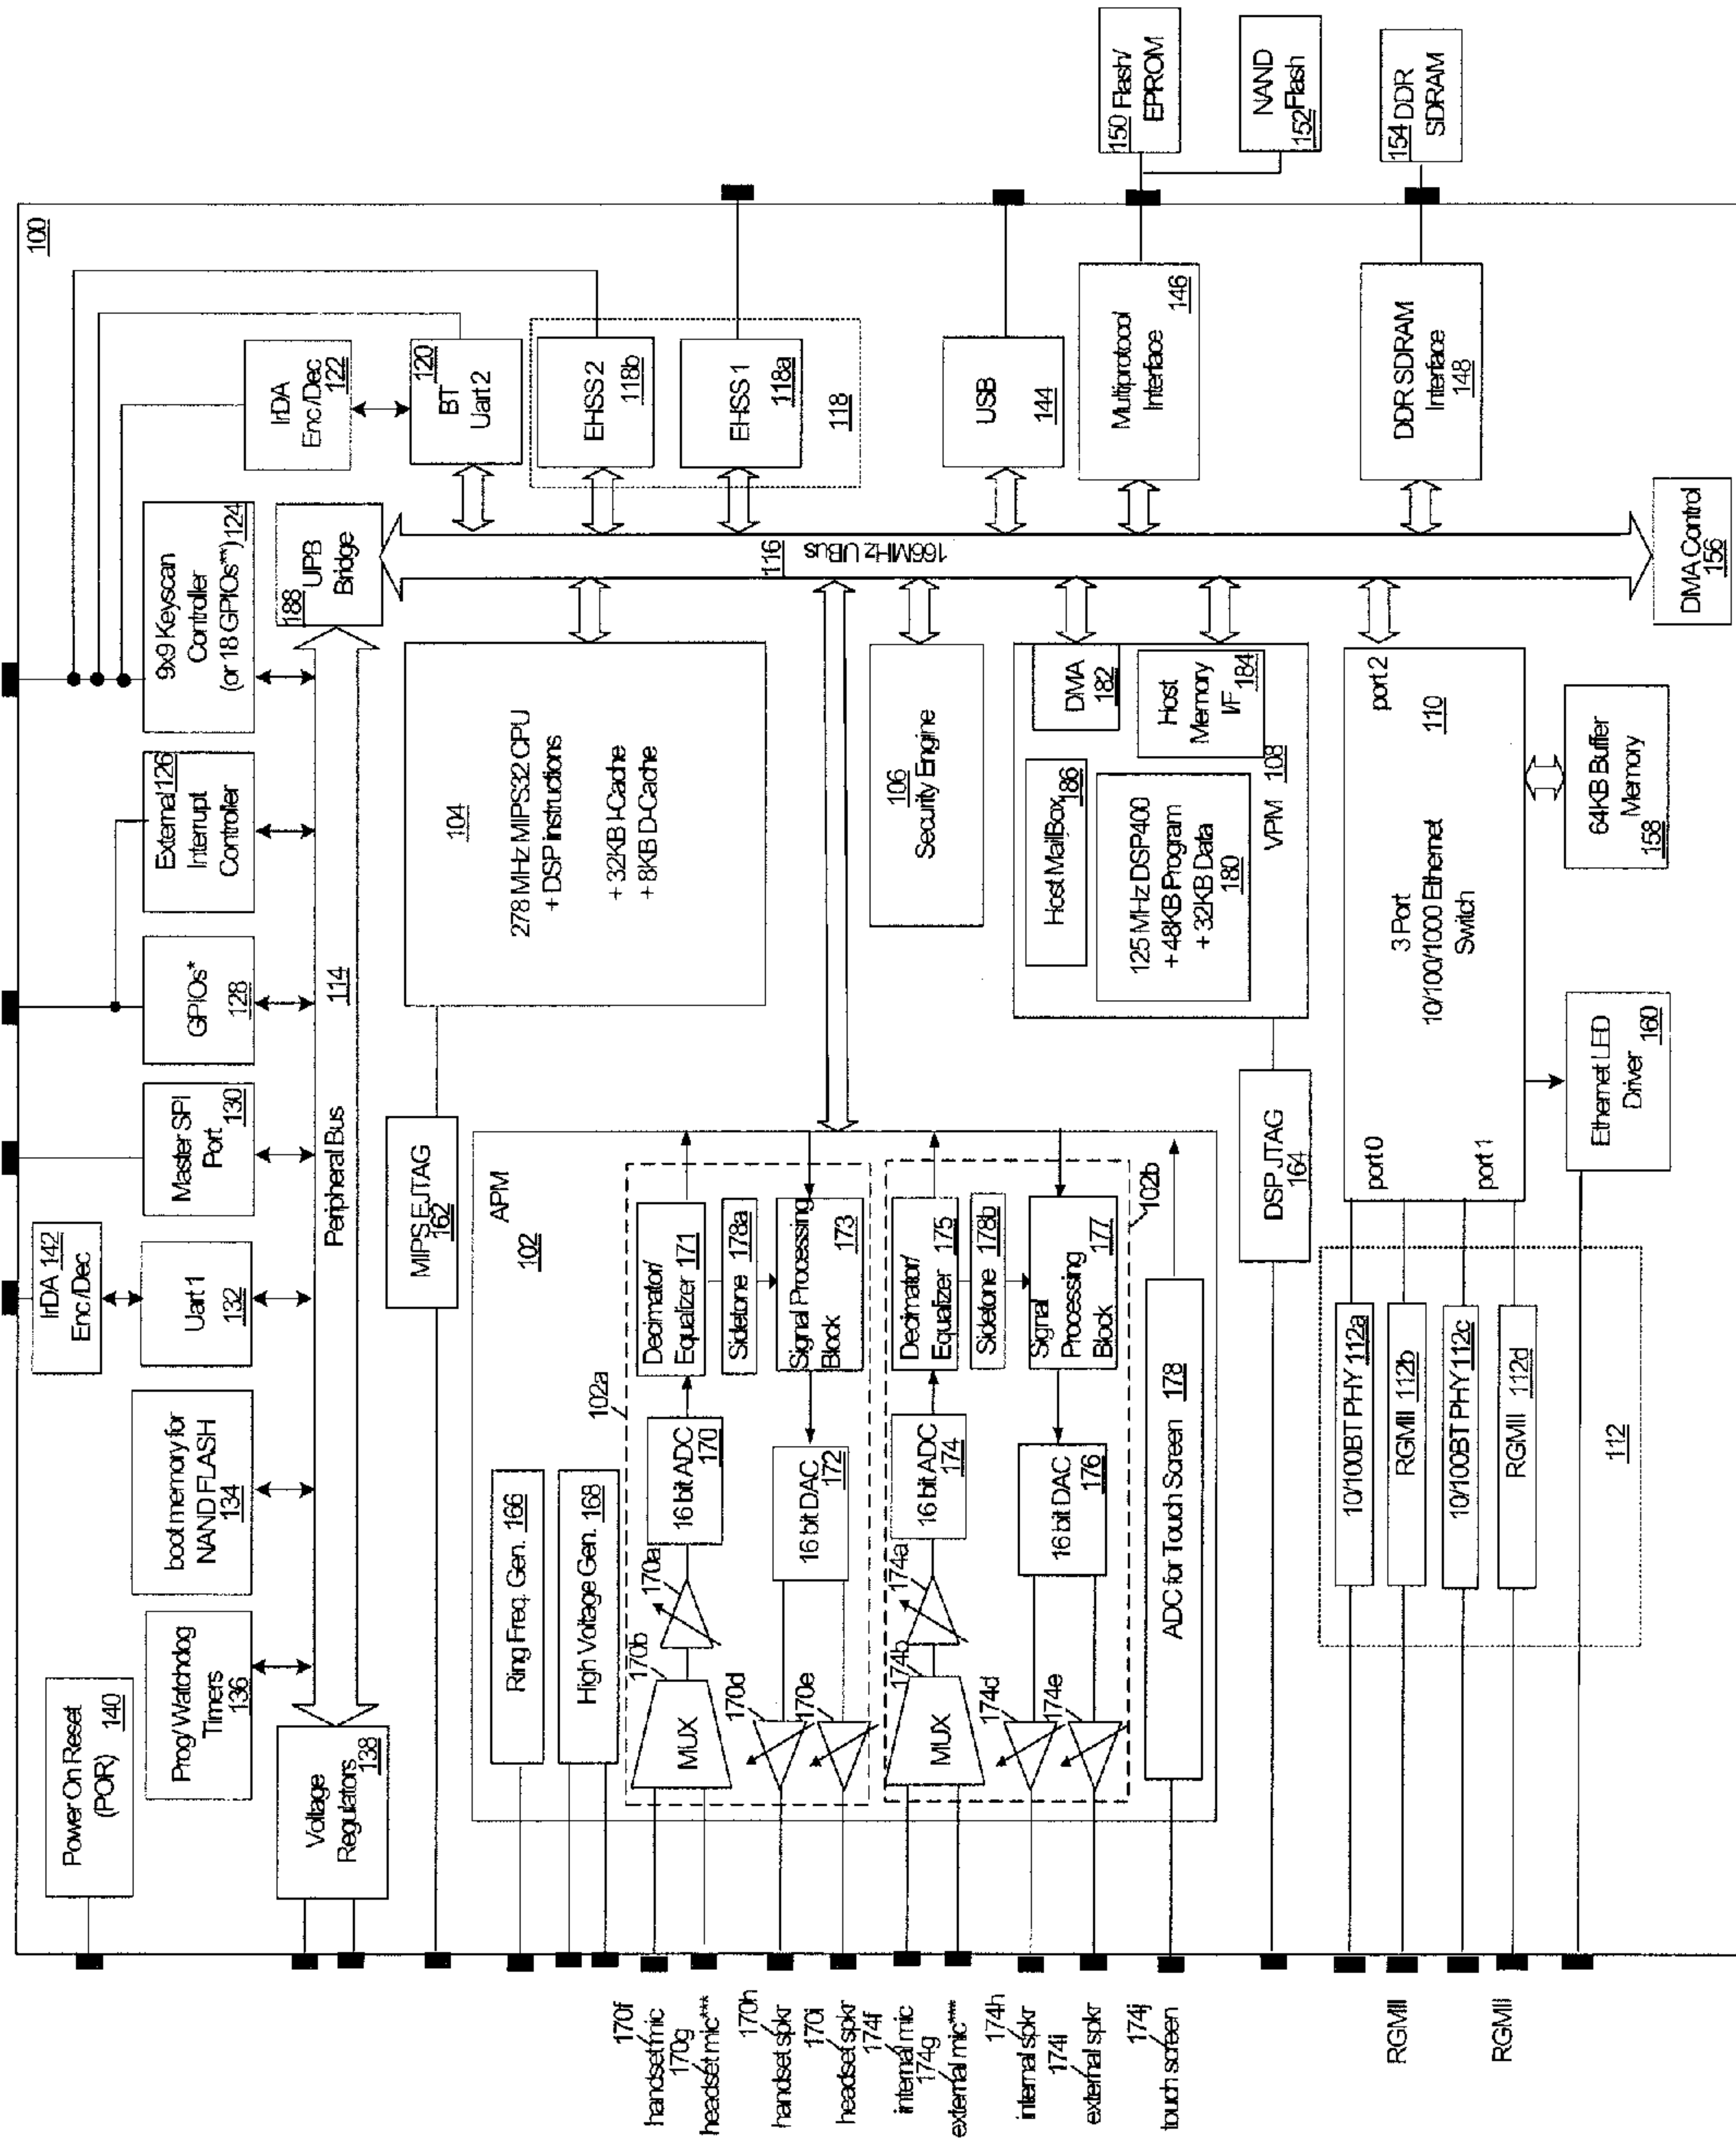 100
Power On Reset
(POR)
140
Prog/Watchdog
Timers
136
boot memory for
NAND FLASH
134
IrDA 142
Enc/Dec
Uart 1
132
Master SPI
Port
130
GPIOs*
128
External 126
Interrupt
Controller
9x9 Keyscan
Controller
(or 18 GPIOs**) 124
IrDA
Enc/Dec
122
120
BT
Uart 2
Voltage
Regulators
138
Peripheral Bus
114
188
UPB
Bridge
EHSS 2
118b
EHSS 1
118a
118
MIPS EJTAG
162
104
278 MHz MIPS32 CPU
+ DSP instructions
+ 32KB I-Cache
+ 8KB D-Cache
116
166MHz UBus
USB
144
Multiprotocol
Interface
146
150 Flash/
EPROM
NAND
152 Flash
DDR SDRAM
Interface
148
154 DDR
SDRAM
APM
102
Ring Freq. Gen. 166
High Voltage Gen. 168
102a
170b
MUX
170a
16 bit ADC
170
Decimator/
Equalizer 171
Sidetone 178a
Signal Processing
Block
173
16 bit DAC
172
170d
170e
174b
MUX
174a
16 bit ADC
174
Decimator/
Equalizer 175
Sidetone 178b
Signal
Processing
Block
177
102b
16 bit DAC
176
174d
174e
ADC for Touch Screen 178
170f
handset mic
170g
headset mic***
170h
handset spkr
170i
headset spkr
174f
internal mic
174g
external mic***
174h
internal spkr
174i
external spkr
174j
touch screen
106
Security Engine
Host MailBox
186
DMA
182
Host
Memory
I/F 184
125 MHz DSP400
+ 48KB Program
+ 32KB Data
180
VPM 108
DSP JTAG
164
port 0
port 1
port 2
3 Port
10/100/1000 Ethernet
Switch
110
10/100BT PHY 112a
RGMII 112b
10/100BT PHY 112c
RGMII 112d
112
RGMII
RGMII
Ethernet LED
Driver
160
64KB Buffer
Memory
158
DMA Control
156